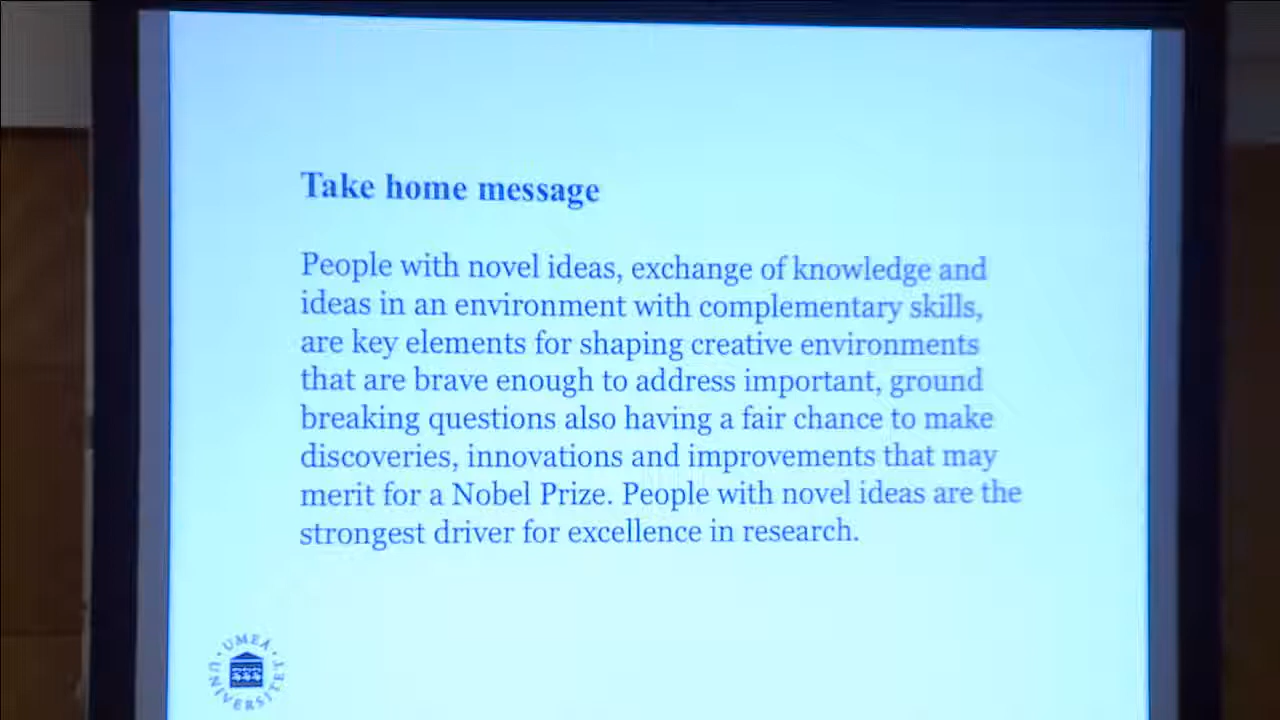 Take home message
People with novel ideas, exchange of knowledge and
ideas in an environment with complementary skills,
are key elements for shaping creative environments
that are brave enough to address important, ground
breaking questions also having a fair chance to make
discoveries, innovations and improvements that may
merit for a Nobel Prize. People with novel ideas are the
strongest driver for excellence in research.
UMEÅ UNIVERSITET